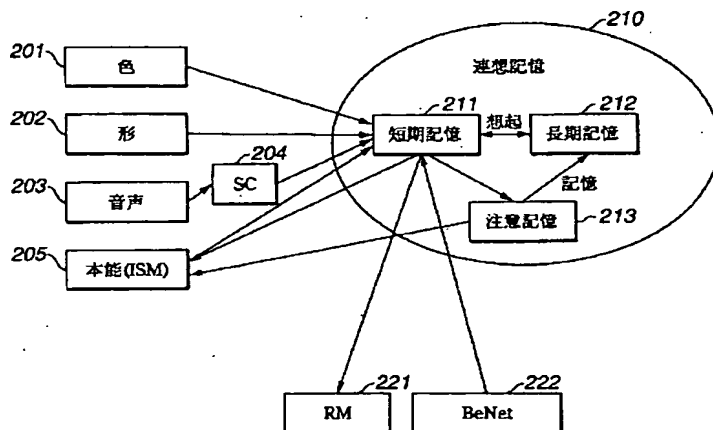 210
201
色
連想記憶
202
形
211
短期記憶
想起
212
長期記憶
203
音声
204
SC
記憶
注意記憶
213
205
本能(ISM)
221
RM
222
BeNet